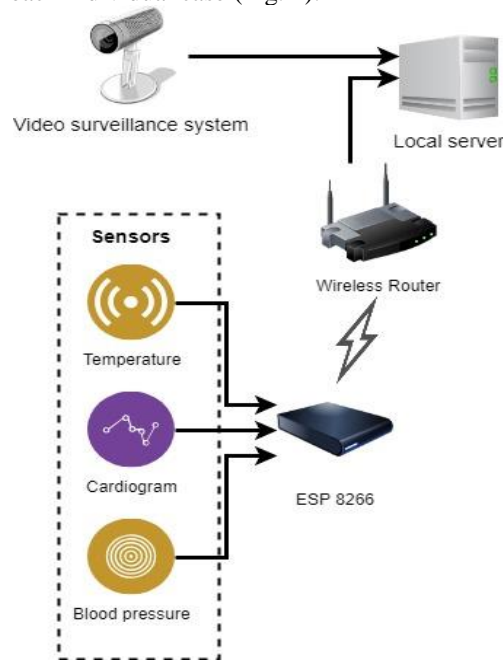 Video surveillance system
Local server
Sensors
Wireless Router
Temperature
Cardiogram
ESP 8266
Blood pressure